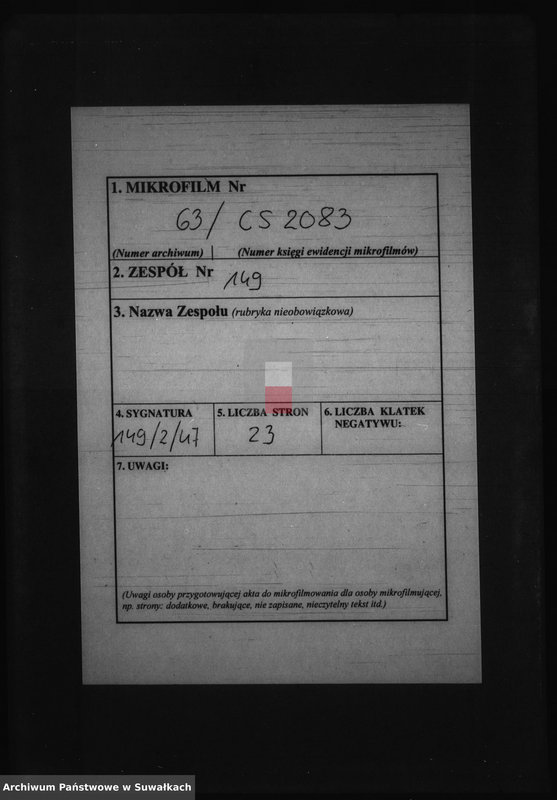 1. MIKROFILM Nr
63/ CS 2083
(Numer archiwum) (Numer księgi ewidencji mikrofilmów)
2. ZESPÓŁ Nr 149
3. Nazwa Zespołu (rubryka nieobowiązkowa)
4. SYGNATURA
149/2/47
5. LICZBA STRON
23
6. LICZBA KLATEK
NEGATYWU:
7. UWAGI:
(Uwagi osoby przygotowującej akta do mikrofilmowania dla osoby mikrofilmującej,
np. strony: dodatkowe, brakujące, nie zapisane, nieczytelny tekst itd.)
Archiwum Państwowe w Suwałkach